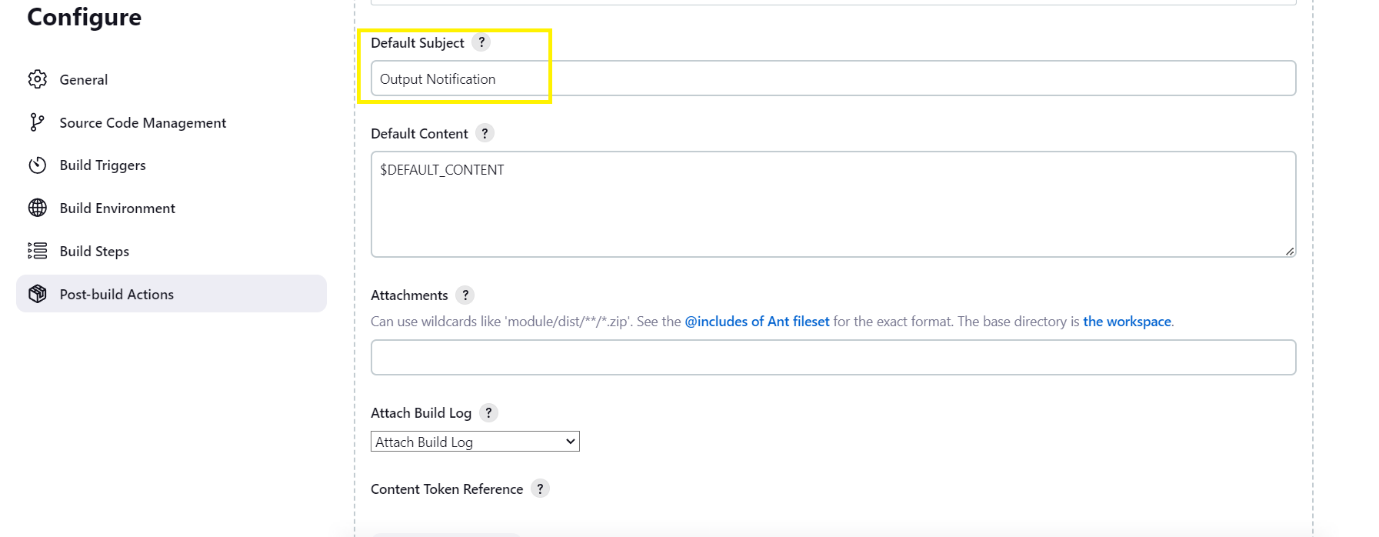 Configure
General
Source Code Management
Build Triggers
Build Environment
Build Steps
Post-build Actions
Default Subject ?
Output Notification
Default Content ?
$DEFAULT_CONTENT
Attachments ?
Can use wildcards like 'module/dist/**/*.zip'. See the @includes of Ant fileset for the exact format. The base directory is the workspace.
Attach Build Log ?
Attach Build Log
Content Token Reference ?